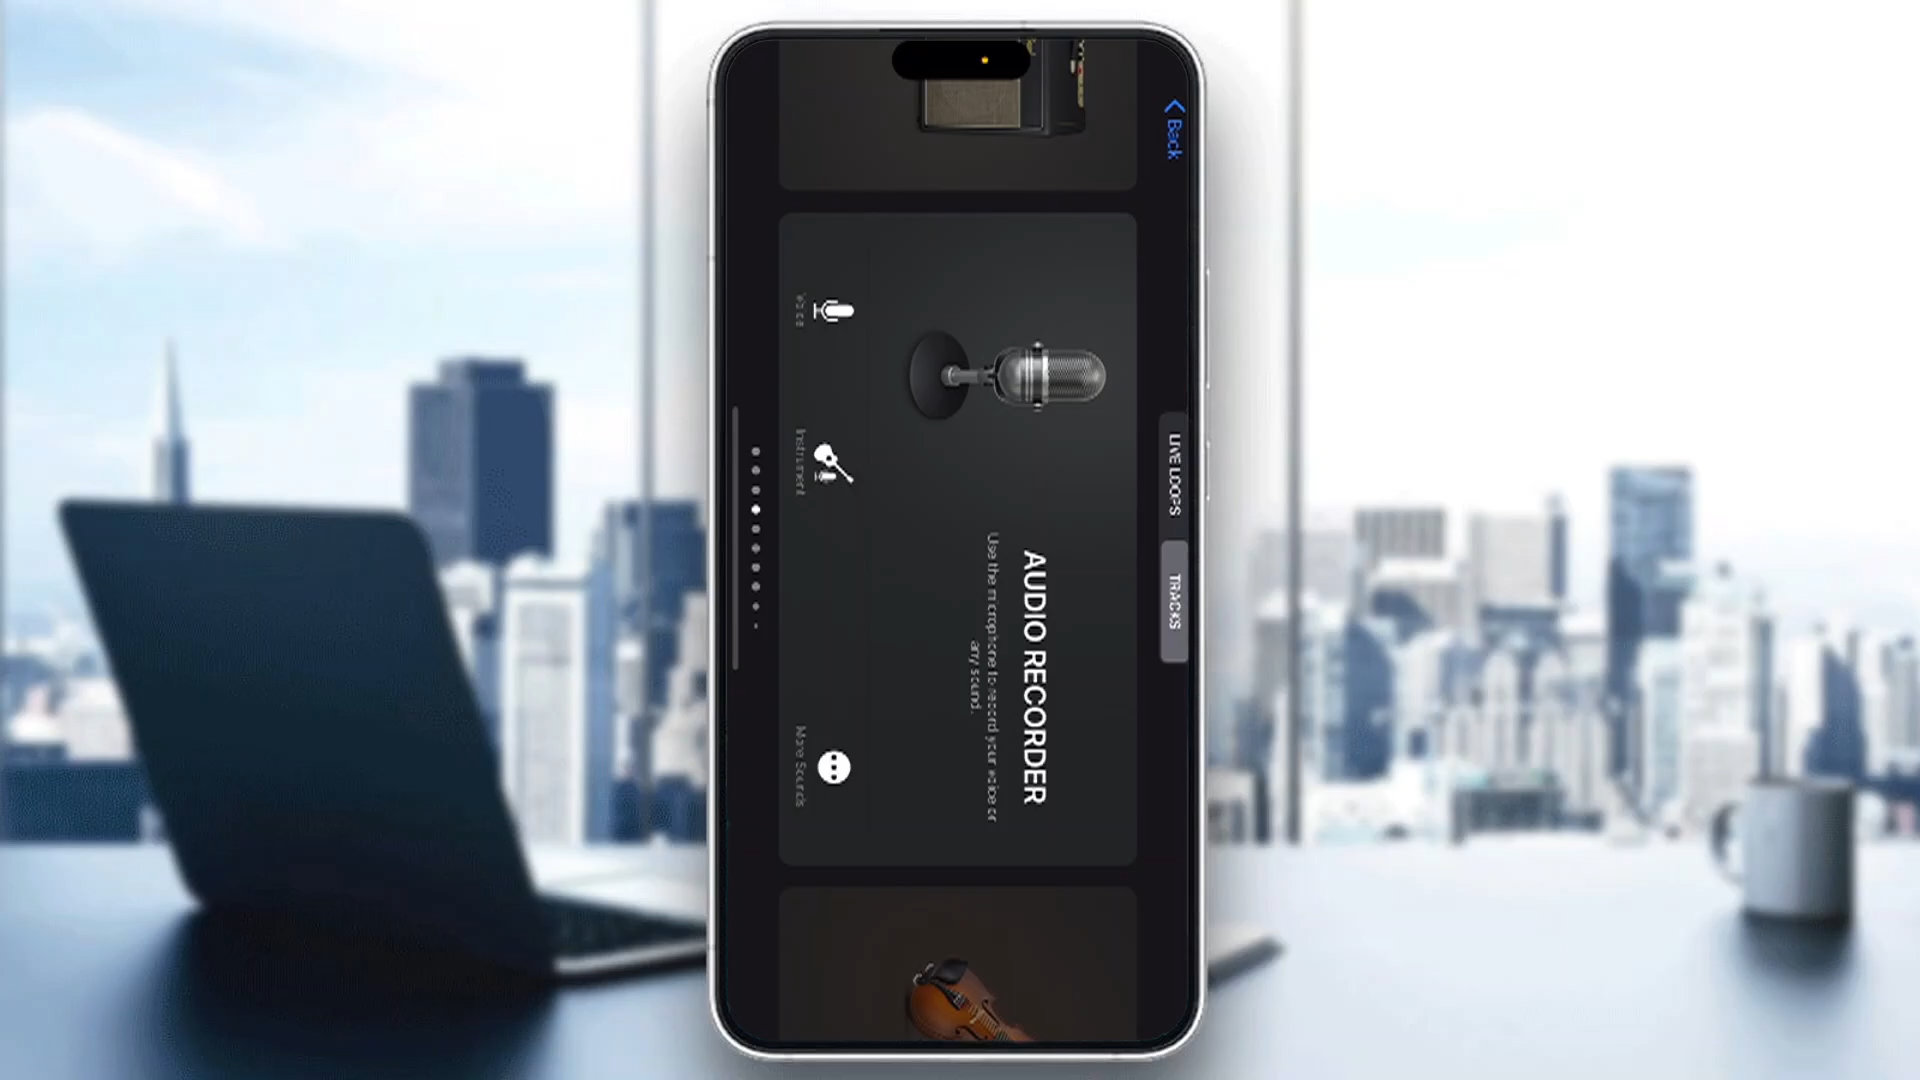 Back
LIVE LOOPS
TRACKS
AUDIO RECORDER
Use the microphone to record your voice or
any sound.
Voice
Instrument
More Sounds